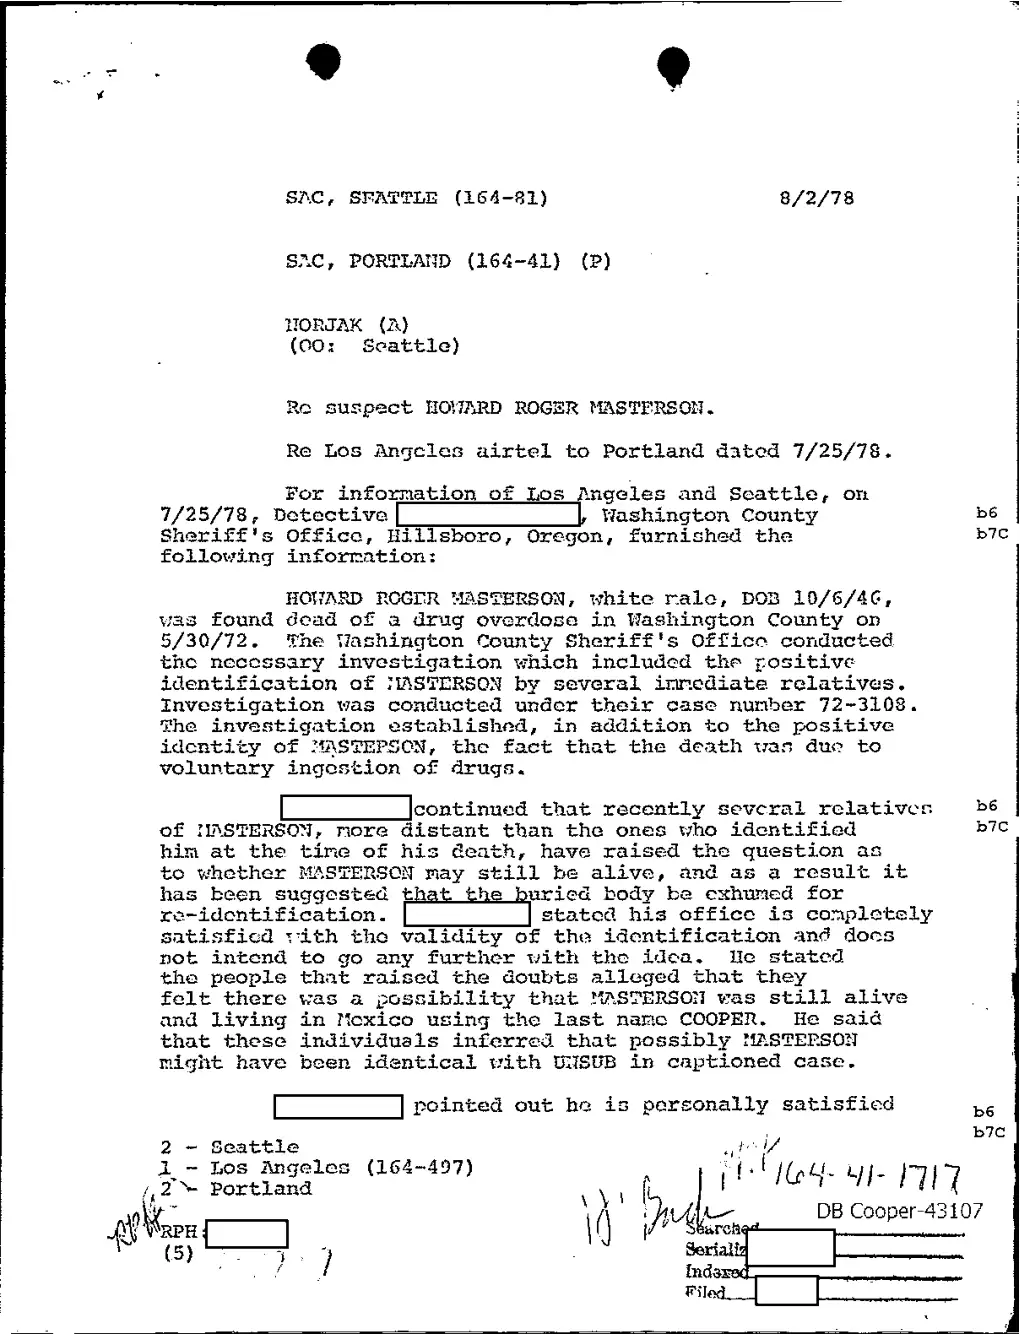 SAC, SEATTLE (164-81) 8/2/78
SAC, PORTLAND (164-41) (P)
NORJAK (A)
(OO: Seattle)
Re suspect HOWARD ROGER MASTERSON.
Re Los Angeles airtel to Portland dated 7/25/78.
For information of Los Angeles and Seattle, on
7/25/78, Detective , Washington County
Sheriff's Office, Hillsboro, Oregon, furnished the
following information:
b6
b7C
HOWARD ROGER MASTERSON, white male, DOB 10/6/46,
was found dead of a drug overdose in Washington County on
5/30/72. The Washington County Sheriff's Office conducted
the necessary investigation which included the positive
identification of MASTERSON by several immediate relatives.
Investigation was conducted under their case number 72-3108.
The investigation established, in addition to the positive
identity of MASTERSON, the fact that the death was due to
voluntary ingestion of drugs.
continued that recently several relatives
of MASTERSON, more distant than the ones who identified
him at the time of his death, have raised the question as
to whether MASTERSON may still be alive, and as a result it
has been suggested that the buried body be exhumed for
re-identification. stated his office is completely
satisfied with the validity of the identification and does
not intend to go any further with the idea. He stated
the people that raised the doubts alleged that they
felt there was a possibility that MASTERSON was still alive
and living in Mexico using the last name COOPER. He said
that these individuals inferred that possibly MASTERSON
might have been identical with UNSUB in captioned case.
b6
b7C
pointed out he is personally satisfied
b6
b7C
2 - Seattle
1 - Los Angeles (164-497)
2 - Portland
RPH:
(5)
164-41-1717
DB Cooper-43107
Searched
Serializ
Indexed
Filed